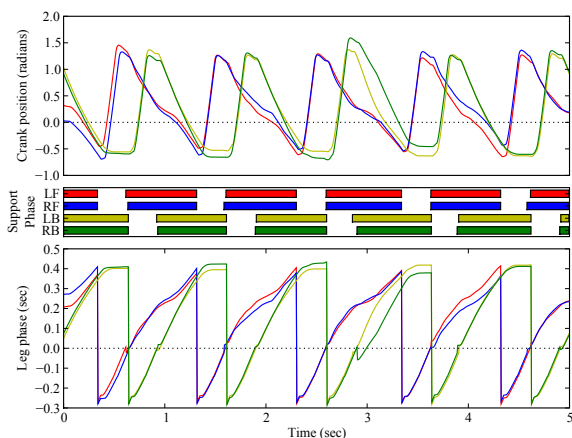 Crank position (radians)
2.0
1.5
1.0
0.5
0.0
−0.5
−1.0
Support
Phase
LF
RF
LB
RB
Leg phase (sec)
0.5
0.4
0.3
0.2
0.1
0.0
−0.1
−0.2
−0.3
0 1 2 3 4 5
Time (sec)